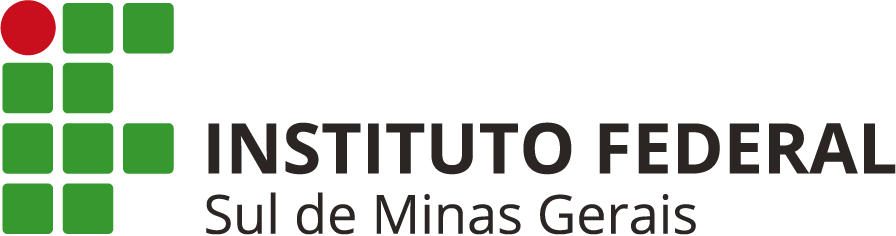 INSTITUTO FEDERAL
Sul de Minas Gerais